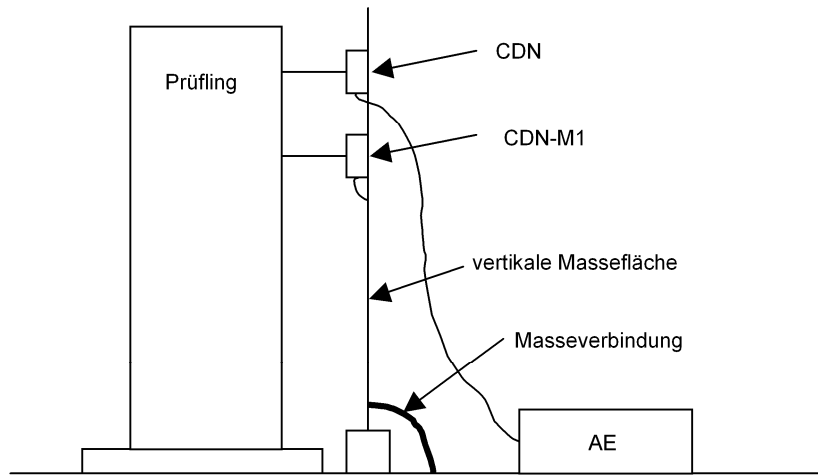 CDN
Prüfling
CDN-M1
vertikale Massefläche
Masseverbindung
AE